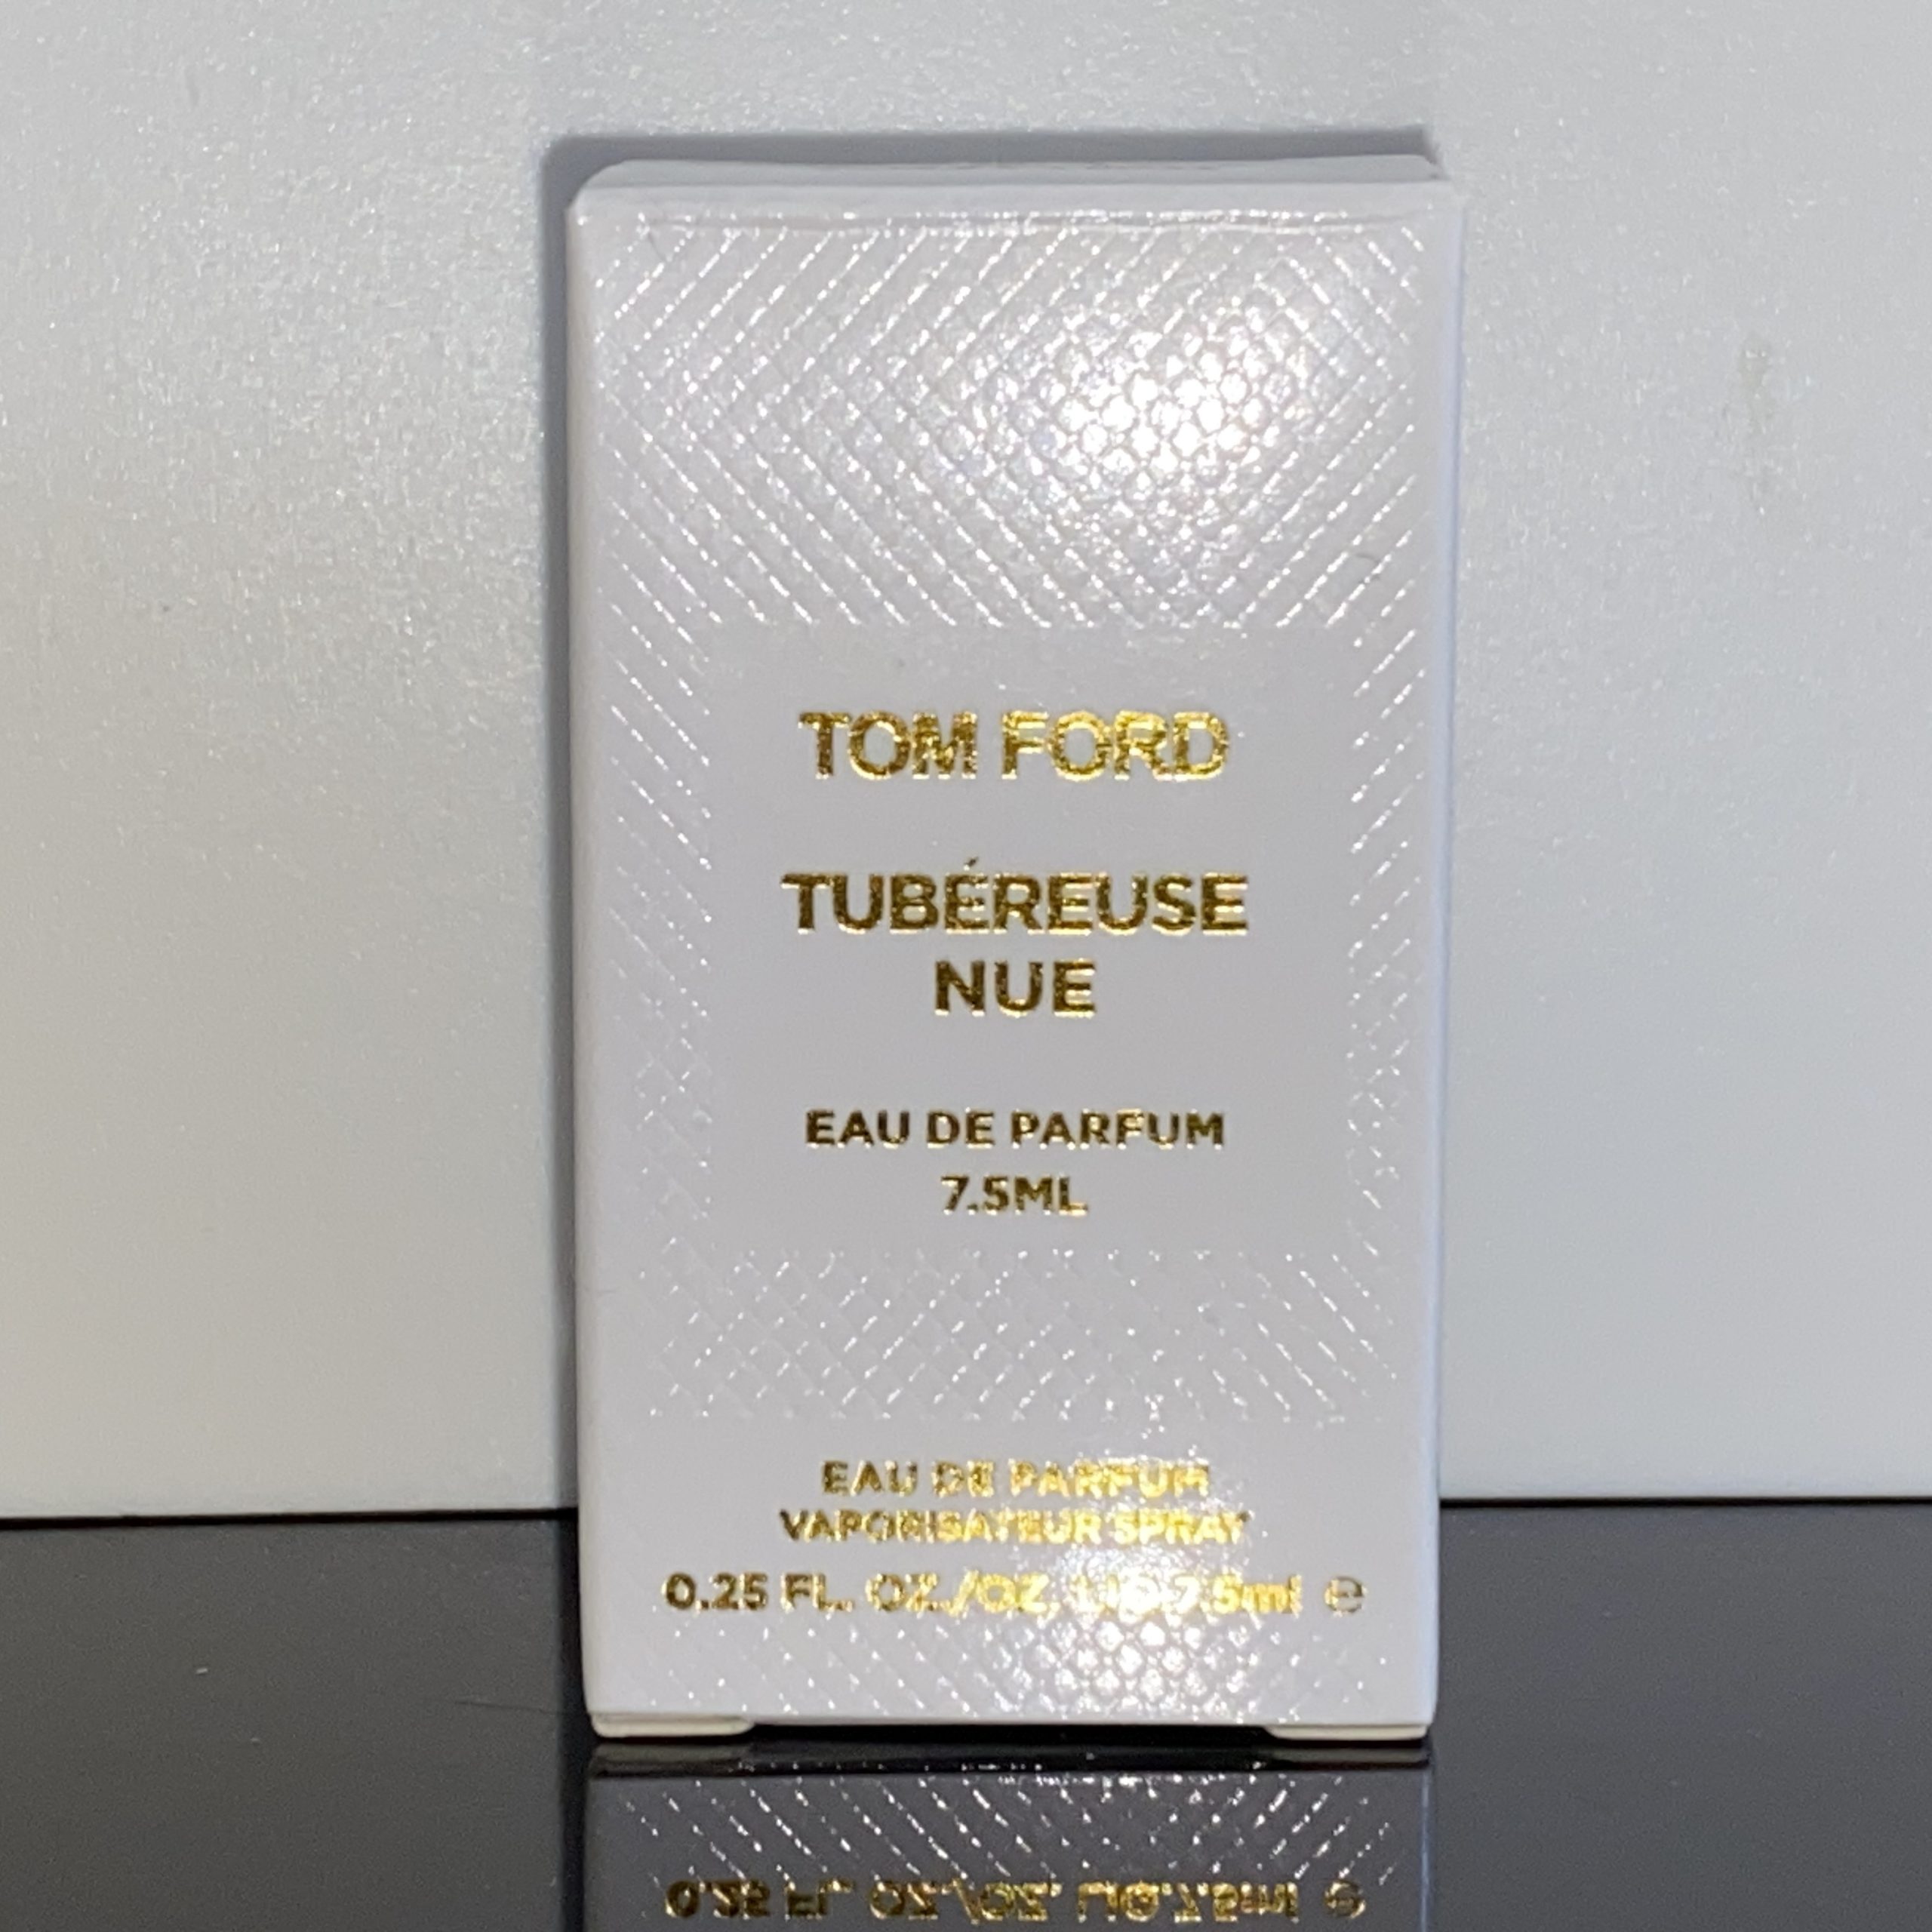 TOM FORD
TUBÉREUSE
NUE
EAU DE PARFUM
7.5ML
EAU DE PARFUM
VAPORISATEUR SPRAY
0.25 FL. OZ./OZ. LIQ.7.5ml ℮